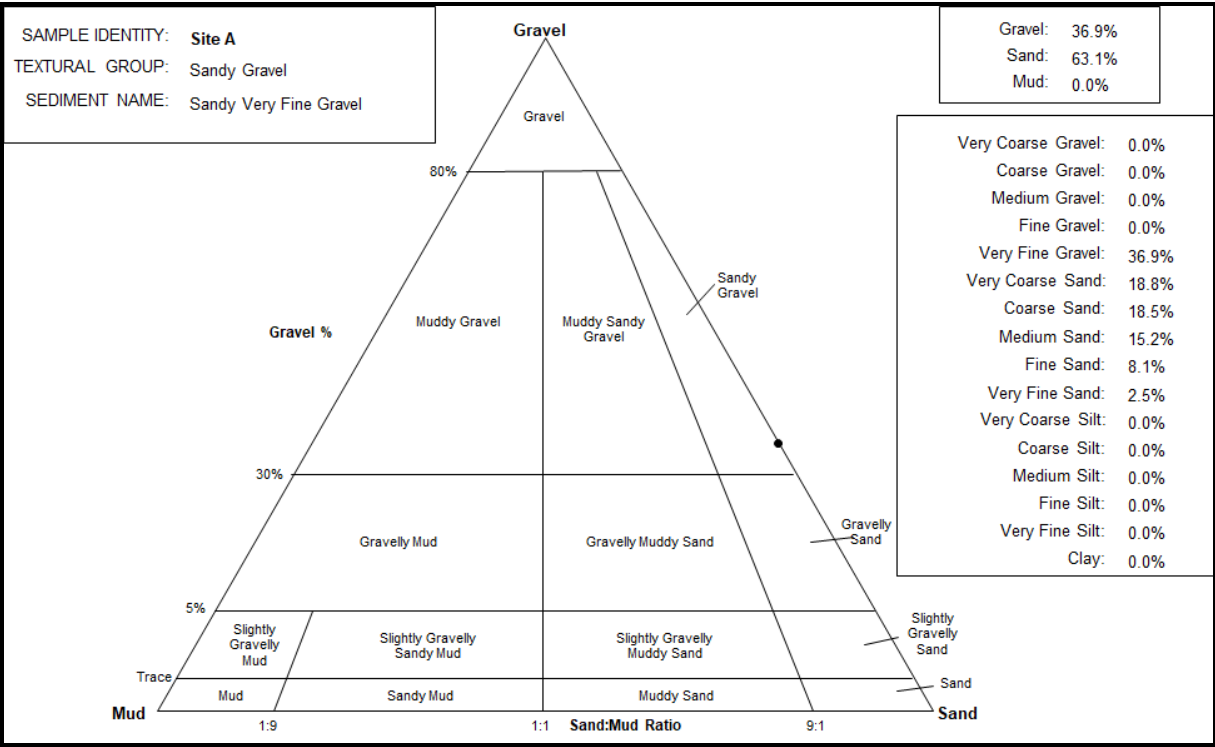 SAMPLE IDENTITY: Site A
TEXTURAL GROUP: Sandy Gravel
SEDIMENT NAME: Sandy Very Fine Gravel
Gravel: 36.9%
Sand: 63.1%
Mud: 0.0%
Very Coarse Gravel: 0.0%
Coarse Gravel: 0.0%
Medium Gravel: 0.0%
Fine Gravel: 0.0%
Very Fine Gravel: 36.9%
Very Coarse Sand: 18.8%
Coarse Sand: 18.5%
Medium Sand: 15.2%
Fine Sand: 8.1%
Very Fine Sand: 2.5%
Very Coarse Silt: 0.0%
Coarse Silt: 0.0%
Medium Silt: 0.0%
Fine Silt: 0.0%
Very Fine Silt: 0.0%
Clay: 0.0%
Gravel
Gravel
80%
Sandy
Gravel
Gravel %
Muddy Gravel
Muddy Sandy
Gravel
30%
Gravelly Mud
Gravelly Muddy Sand
Gravelly
Sand
5%
Slightly
Gravelly
Mud
Slightly Gravelly
Sandy Mud
Slightly Gravelly
Muddy Sand
Slightly
Gravelly
Sand
Trace
Mud
Sandy Mud
Muddy Sand
Sand
Mud
Sand
1:9
1:1
Sand:Mud Ratio
9:1